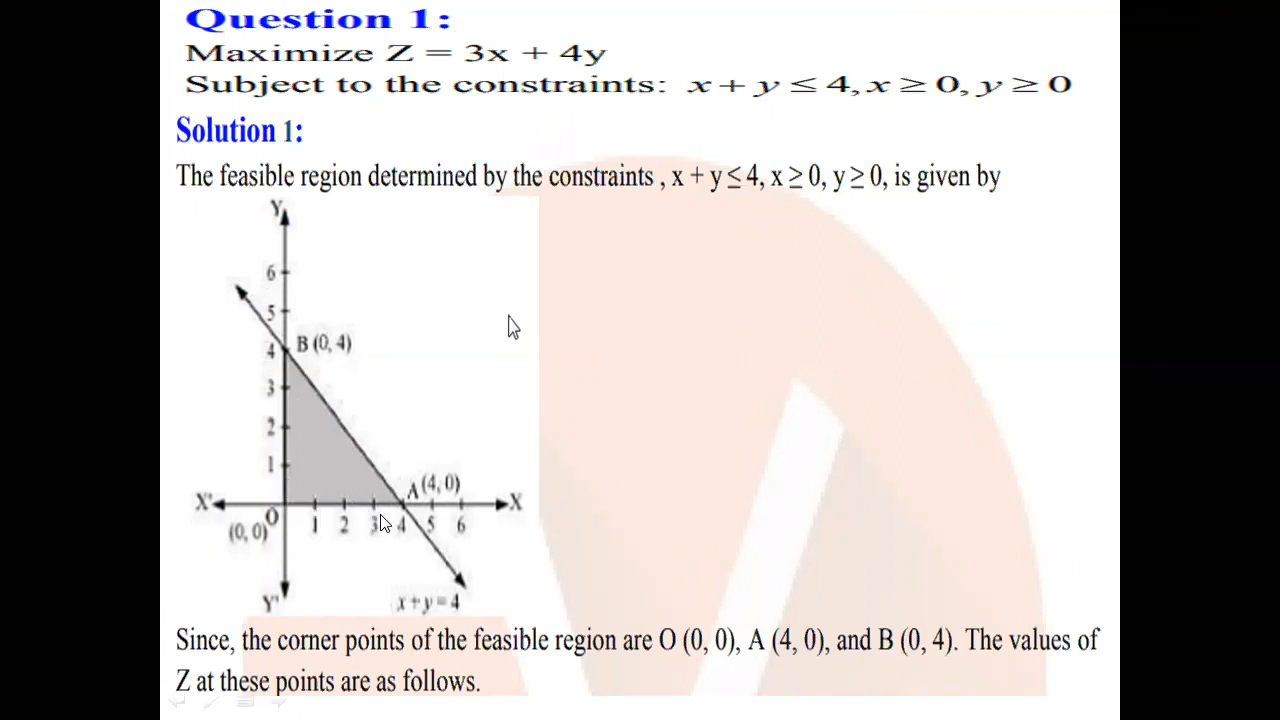 Question 1:
Maximize Z = 3x + 4y
Subject to the constraints: x + y ≤ 4, x ≥ 0, y ≥ 0
Solution 1:
The feasible region determined by the constraints , x + y ≤ 4, x ≥ 0, y ≥ 0, is given by
Y
6
5
4 B (0, 4)
3
2
1
A (4, 0)
X' X
O
(0, 0) 1 2 3 4 5 6
Y'
x + y = 4
Since, the corner points of the feasible region are O (0, 0), A (4, 0), and B (0, 4). The values of
Z at these points are as follows.